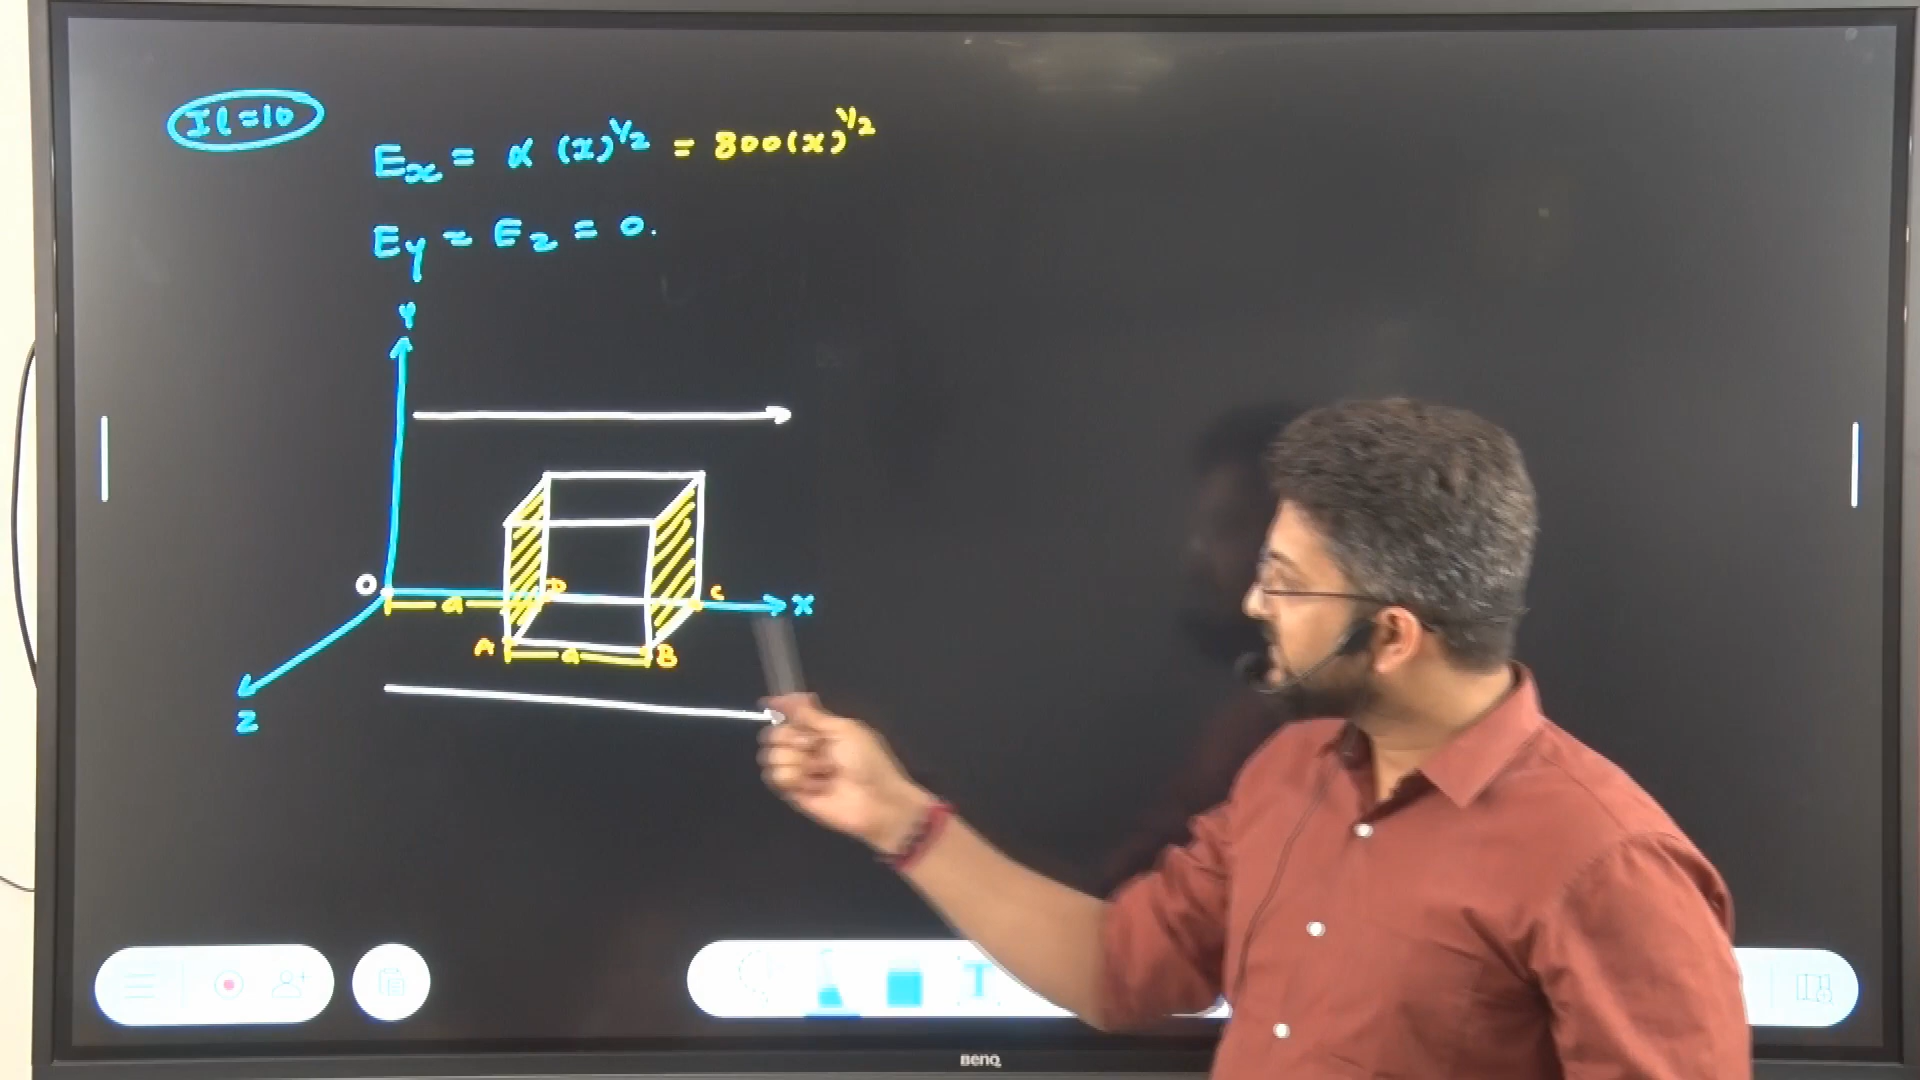 Il=10
Ex = α (x)^1/2 = 800(x)^1/2
Ey = Ez = 0.
Y
O
a
D
C
X
A
a
B
Z
T
BenQ